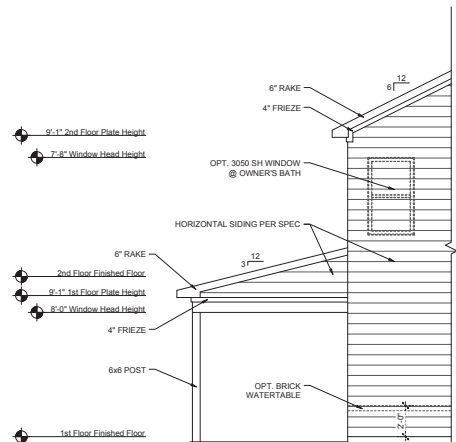 12
6
6" RAKE
4" FRIEZE
9'-1" 2nd Floor Plate Height
7'-8" Window Head Height
OPT. 3050 SH WINDOW
@ OWNER'S BATH
HORIZONTAL SIDING PER SPEC
6" RAKE
12
3
2nd Floor Finished Floor
9'-1" 1st Floor Plate Height
8'-0" Window Head Height
4" FRIEZE
6x6 POST
OPT. BRICK
WATERTABLE
2'-0"
1st Floor Finished Floor